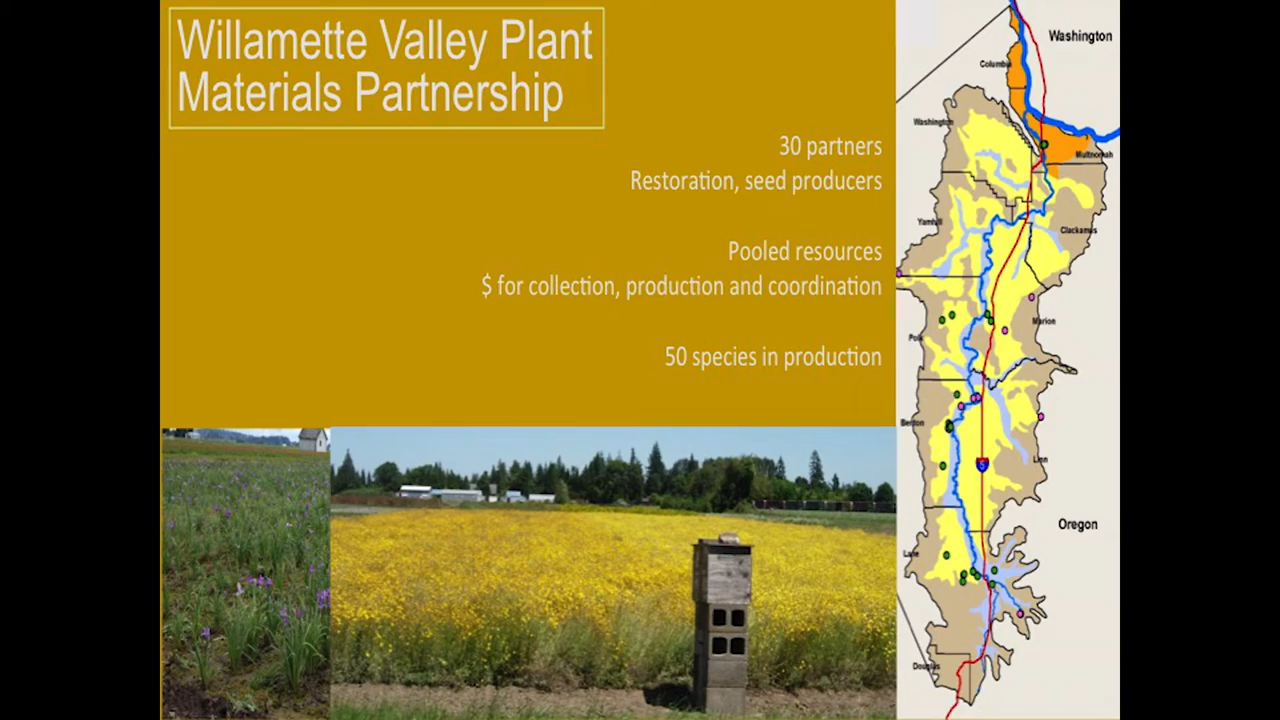 Willamette Valley Plant
Materials Partnership
30 partners
Restoration, seed producers
Pooled resources
$ for collection, production and coordination
50 species in production
Washington
Columbia
Washington
Multnomah
Yamhill
Clackamas
Marion
Polk
Benton
Linn
5
Oregon
Lane
Douglas